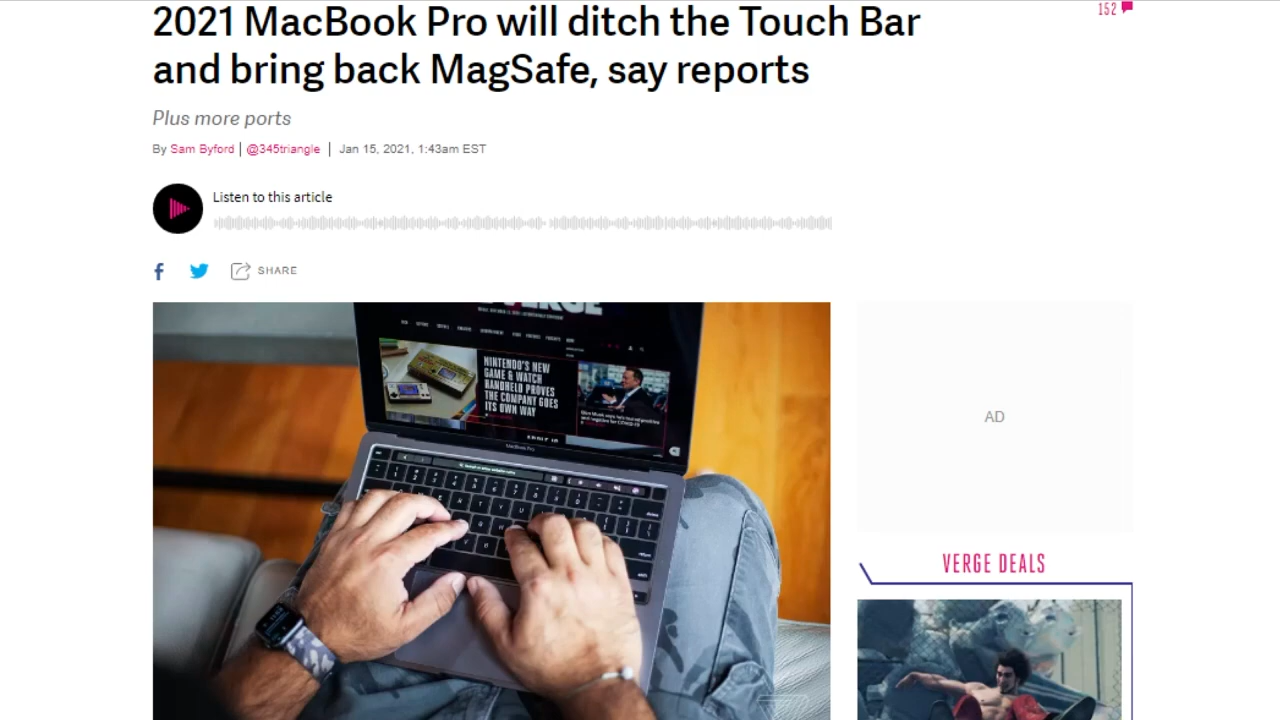 2021 MacBook Pro will ditch the Touch Bar
152
and bring back MagSafe, say reports
Plus more ports
By Sam Byford | @345triangle | Jan 15, 2021, 1:43am EST
Listen to this article
SHARE
NINTENDO'S NEW
GAME & WATCH
HANDHELD PROVES
THE COMPANY GOES
ITS OWN WAY
MacBook Pro
AD
VERGE DEALS